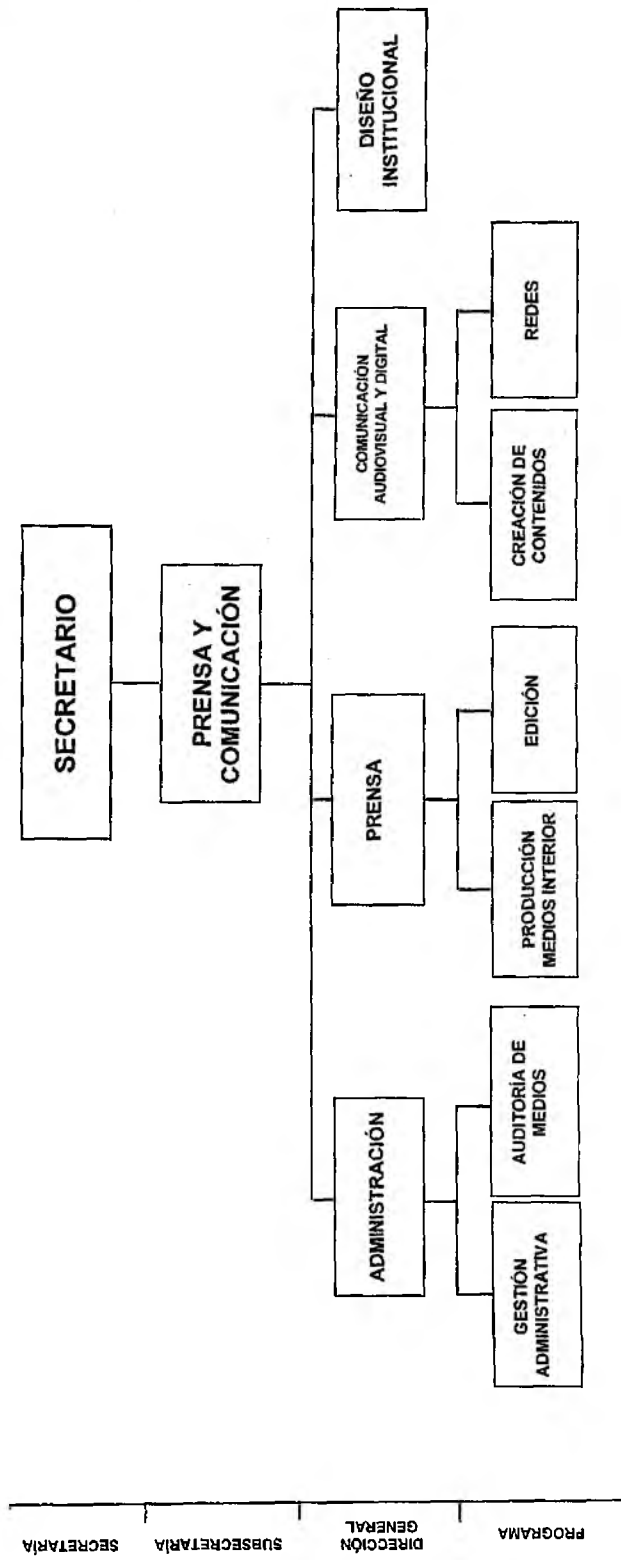 SECRETARÍA
SUBSECRETARÍA
DIRECCIÓN
GENERAL
PROGRAMA
SECRETARIO
PRENSA Y
COMUNICACIÓN
ADMINISTRACIÓN
PRENSA
COMUNICACIÓN
AUDIOVISUAL Y DIGITAL
DISEÑO
INSTITUCIONAL
GESTIÓN
ADMINISTRATIVA
AUDITORÍA DE
MEDIOS
PRODUCCIÓN
MEDIOS INTERIOR
EDICIÓN
CREACIÓN DE
CONTENIDOS
REDES